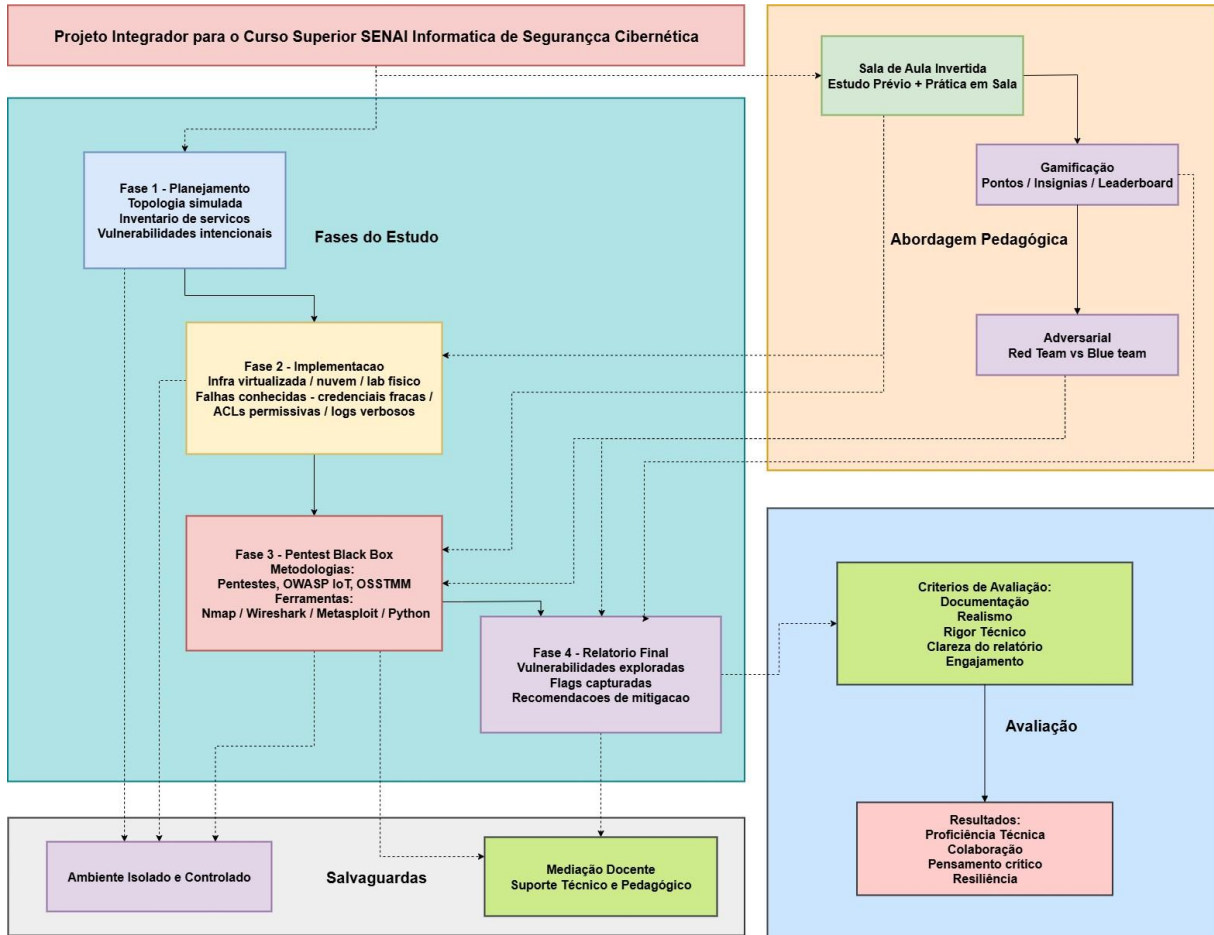 Projeto Integrador para o Curso Superior SENAI Informatica de Segurançca Cibernética
Sala de Aula Invertida
Estudo Prévio + Prática em Sala
Gamificação
Pontos / Insignias / Leaderboard
Abordagem Pedagógica
Adversarial
Red Team vs Blue team
Fase 1 - Planejamento
Topologia simulada
Inventario de servicos
Vulnerabilidades intencionais
Fases do Estudo
Fase 2 - Implementacao
Infra virtualizada / nuvem / lab fisico
Falhas conhecidas - credenciais fracas /
ACLs permissivas / logs verbosos
Fase 3 - Pentest Black Box
Metodologias:
Pentestes, OWASP IoT, OSSTMM
Ferramentas:
Nmap / Wireshark / Metasploit / Python
Fase 4 - Relatorio Final
Vulnerabilidades exploradas
Flags capturadas
Recomendacoes de mitigacao
Criterios de Avaliação:
Documentação
Realismo
Rigor Técnico
Clareza do relatório
Engajamento
Avaliação
Resultados:
Proficiência Técnica
Colaboração
Pensamento crítico
Resiliência
Ambiente Isolado e Controlado
Salvaguardas
Mediação Docente
Suporte Técnico e Pedagógico